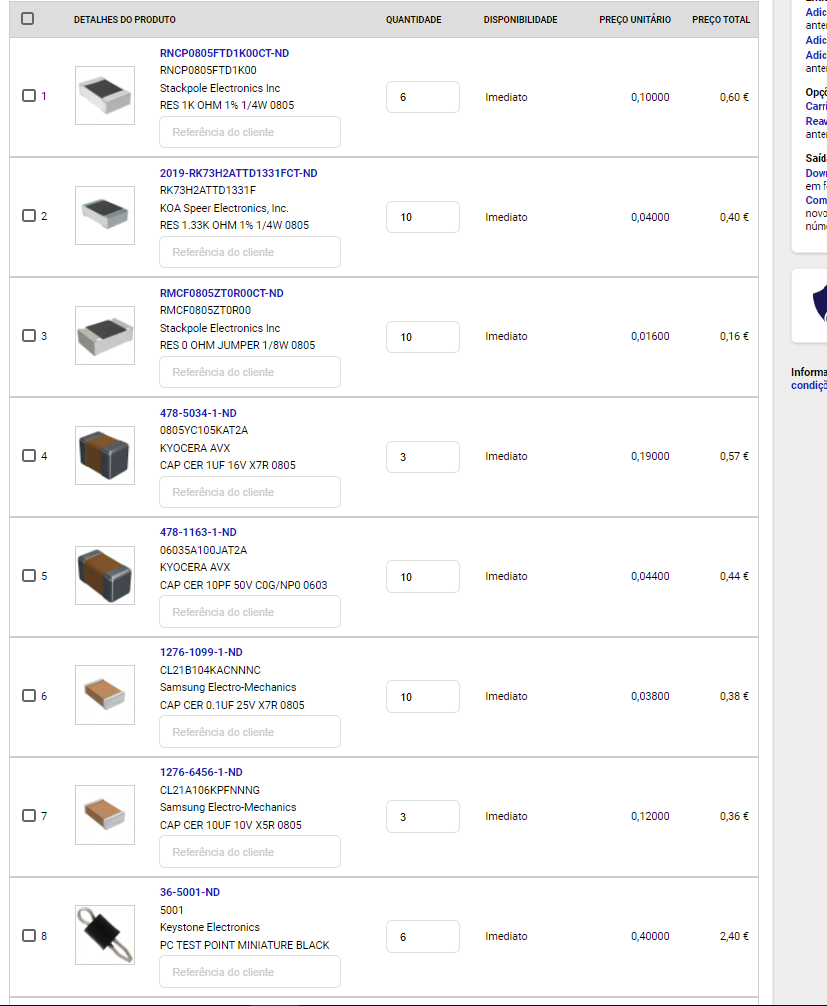 DETALHES DO PRODUTO QUANTIDADE DISPONIBILIDADE PREÇO UNITÁRIO PREÇO TOTAL
RNCP0805FTD1K00CT-ND
RNCP0805FTD1K00
Stackpole Electronics Inc
1 6 Imediato 0,10000 0,60 €
RES 1K OHM 1% 1/4W 0805
Referência do cliente
2019-RK73H2ATTD1331FCT-ND
RK73H2ATTD1331F
KOA Speer Electronics, Inc.
2 10 Imediato 0,04000 0,40 €
RES 1.33K OHM 1% 1/4W 0805
Referência do cliente
RMCF0805ZT0R00CT-ND
RMCF0805ZT0R00
Stackpole Electronics Inc
3 10 Imediato 0,01600 0,16 €
RES 0 OHM JUMPER 1/8W 0805
Referência do cliente
478-5034-1-ND
0805YC105KAT2A
KYOCERA AVX
4 3 Imediato 0,19000 0,57 €
CAP CER 1UF 16V X7R 0805
Referência do cliente
478-1163-1-ND
06035A100JAT2A
KYOCERA AVX
5 10 Imediato 0,04400 0,44 €
CAP CER 10PF 50V C0G/NP0 0603
Referência do cliente
1276-1099-1-ND
CL21B104KACNNNC
Samsung Electro-Mechanics
6 10 Imediato 0,03800 0,38 €
CAP CER 0.1UF 25V X7R 0805
Referência do cliente
1276-6456-1-ND
CL21A106KPFNNNG
Samsung Electro-Mechanics
7 3 Imediato 0,12000 0,36 €
CAP CER 10UF 10V X5R 0805
Referência do cliente
36-5001-ND
5001
Keystone Electronics
8 6 Imediato 0,40000 2,40 €
PC TEST POINT MINIATURE BLACK
Referência do cliente
Adic
anter
Adic
Adic
anter
Opçõ
Carri
Reav
anter
Saíd
Down
em f
Com
novo
núme
Informa
condiçõ